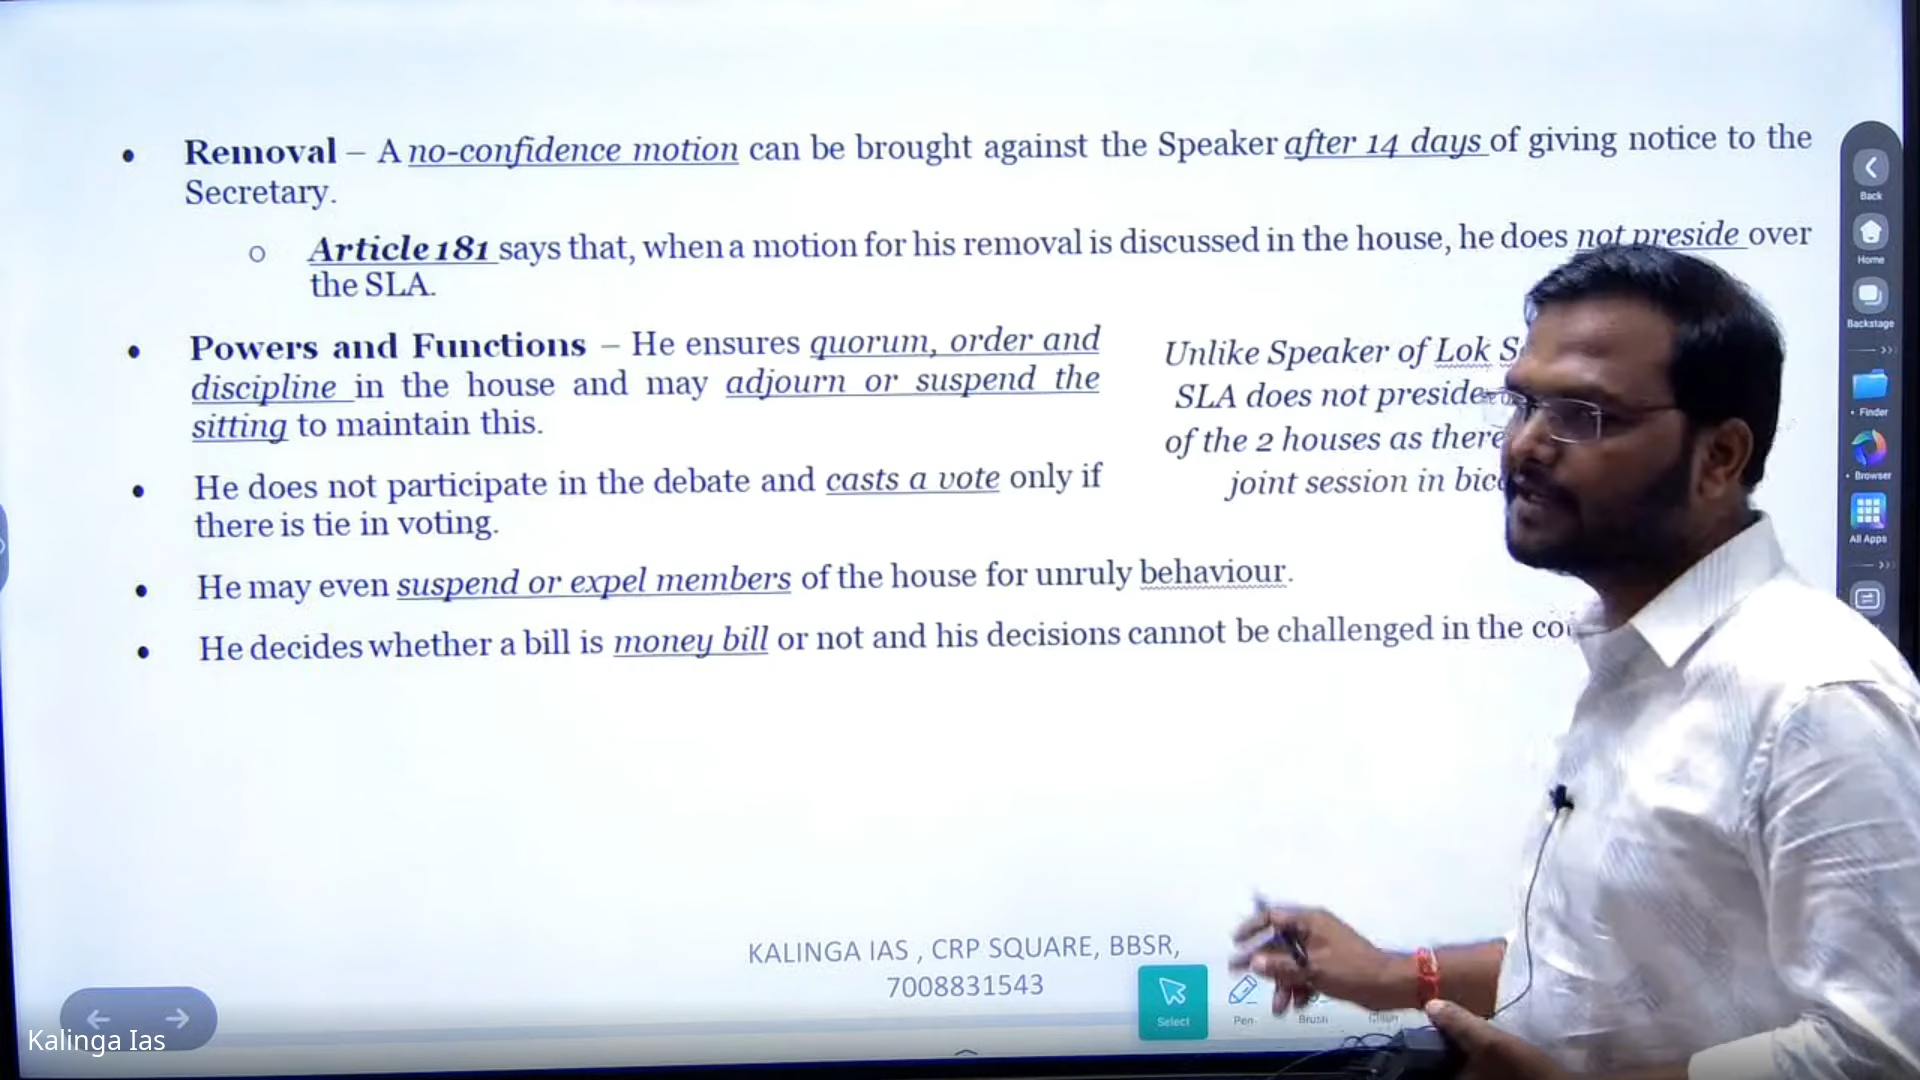 • Removal – A no-confidence motion can be brought against the Speaker after 14 days of giving notice to the
Secretary.
o Article 181 says that, when a motion for his removal is discussed in the house, he does not preside over
the SLA.
• Powers and Functions – He ensures quorum, order and
discipline in the house and may adjourn or suspend the
sitting to maintain this.
Unlike Speaker of Lok
SLA does not preside
of the 2 houses as there
joint session in
• He does not participate in the debate and casts a vote only if
there is tie in voting.
• He may even suspend or expel members of the house for unruly behaviour.
• He decides whether a bill is money bill or not and his decisions cannot be challenged in the
KALINGA IAS , CRP SQUARE, BBSR,
7008831543
Select
Pen
Brush
Back
Home
Backstage
• Finder
• Browser
All Apps
Kalinga Ias